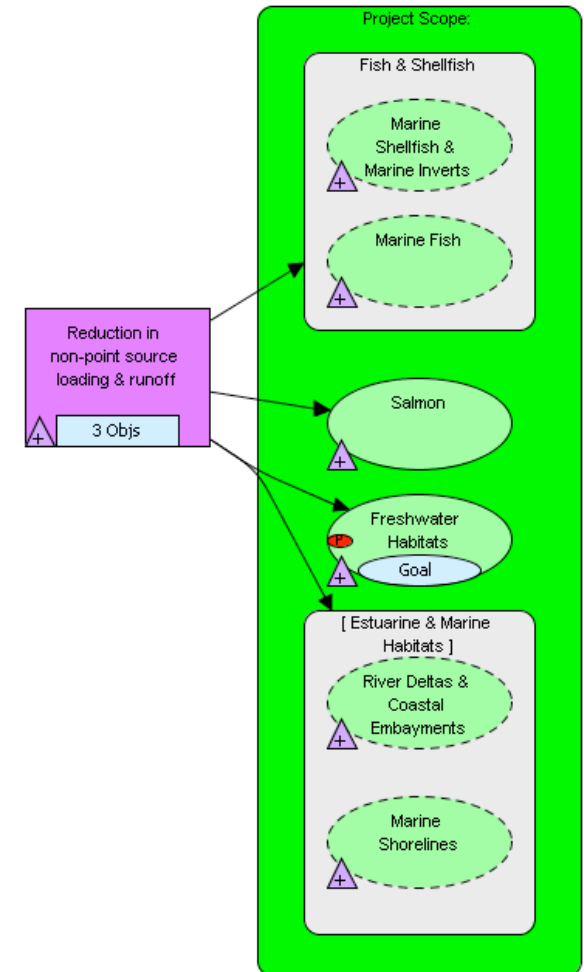 Project Scope:
Fish & Shellfish
Marine
Shellfish &
Marine Inverts
+
Marine Fish
+
Reduction in
non-point source
loading & runoff
+
3 Objs
Salmon
+
Freshwater
Habitats
P
Goal
+
[ Estuarine & Marine
Habitats ]
River Deltas &
Coastal
Embayments
+
Marine
Shorelines
+